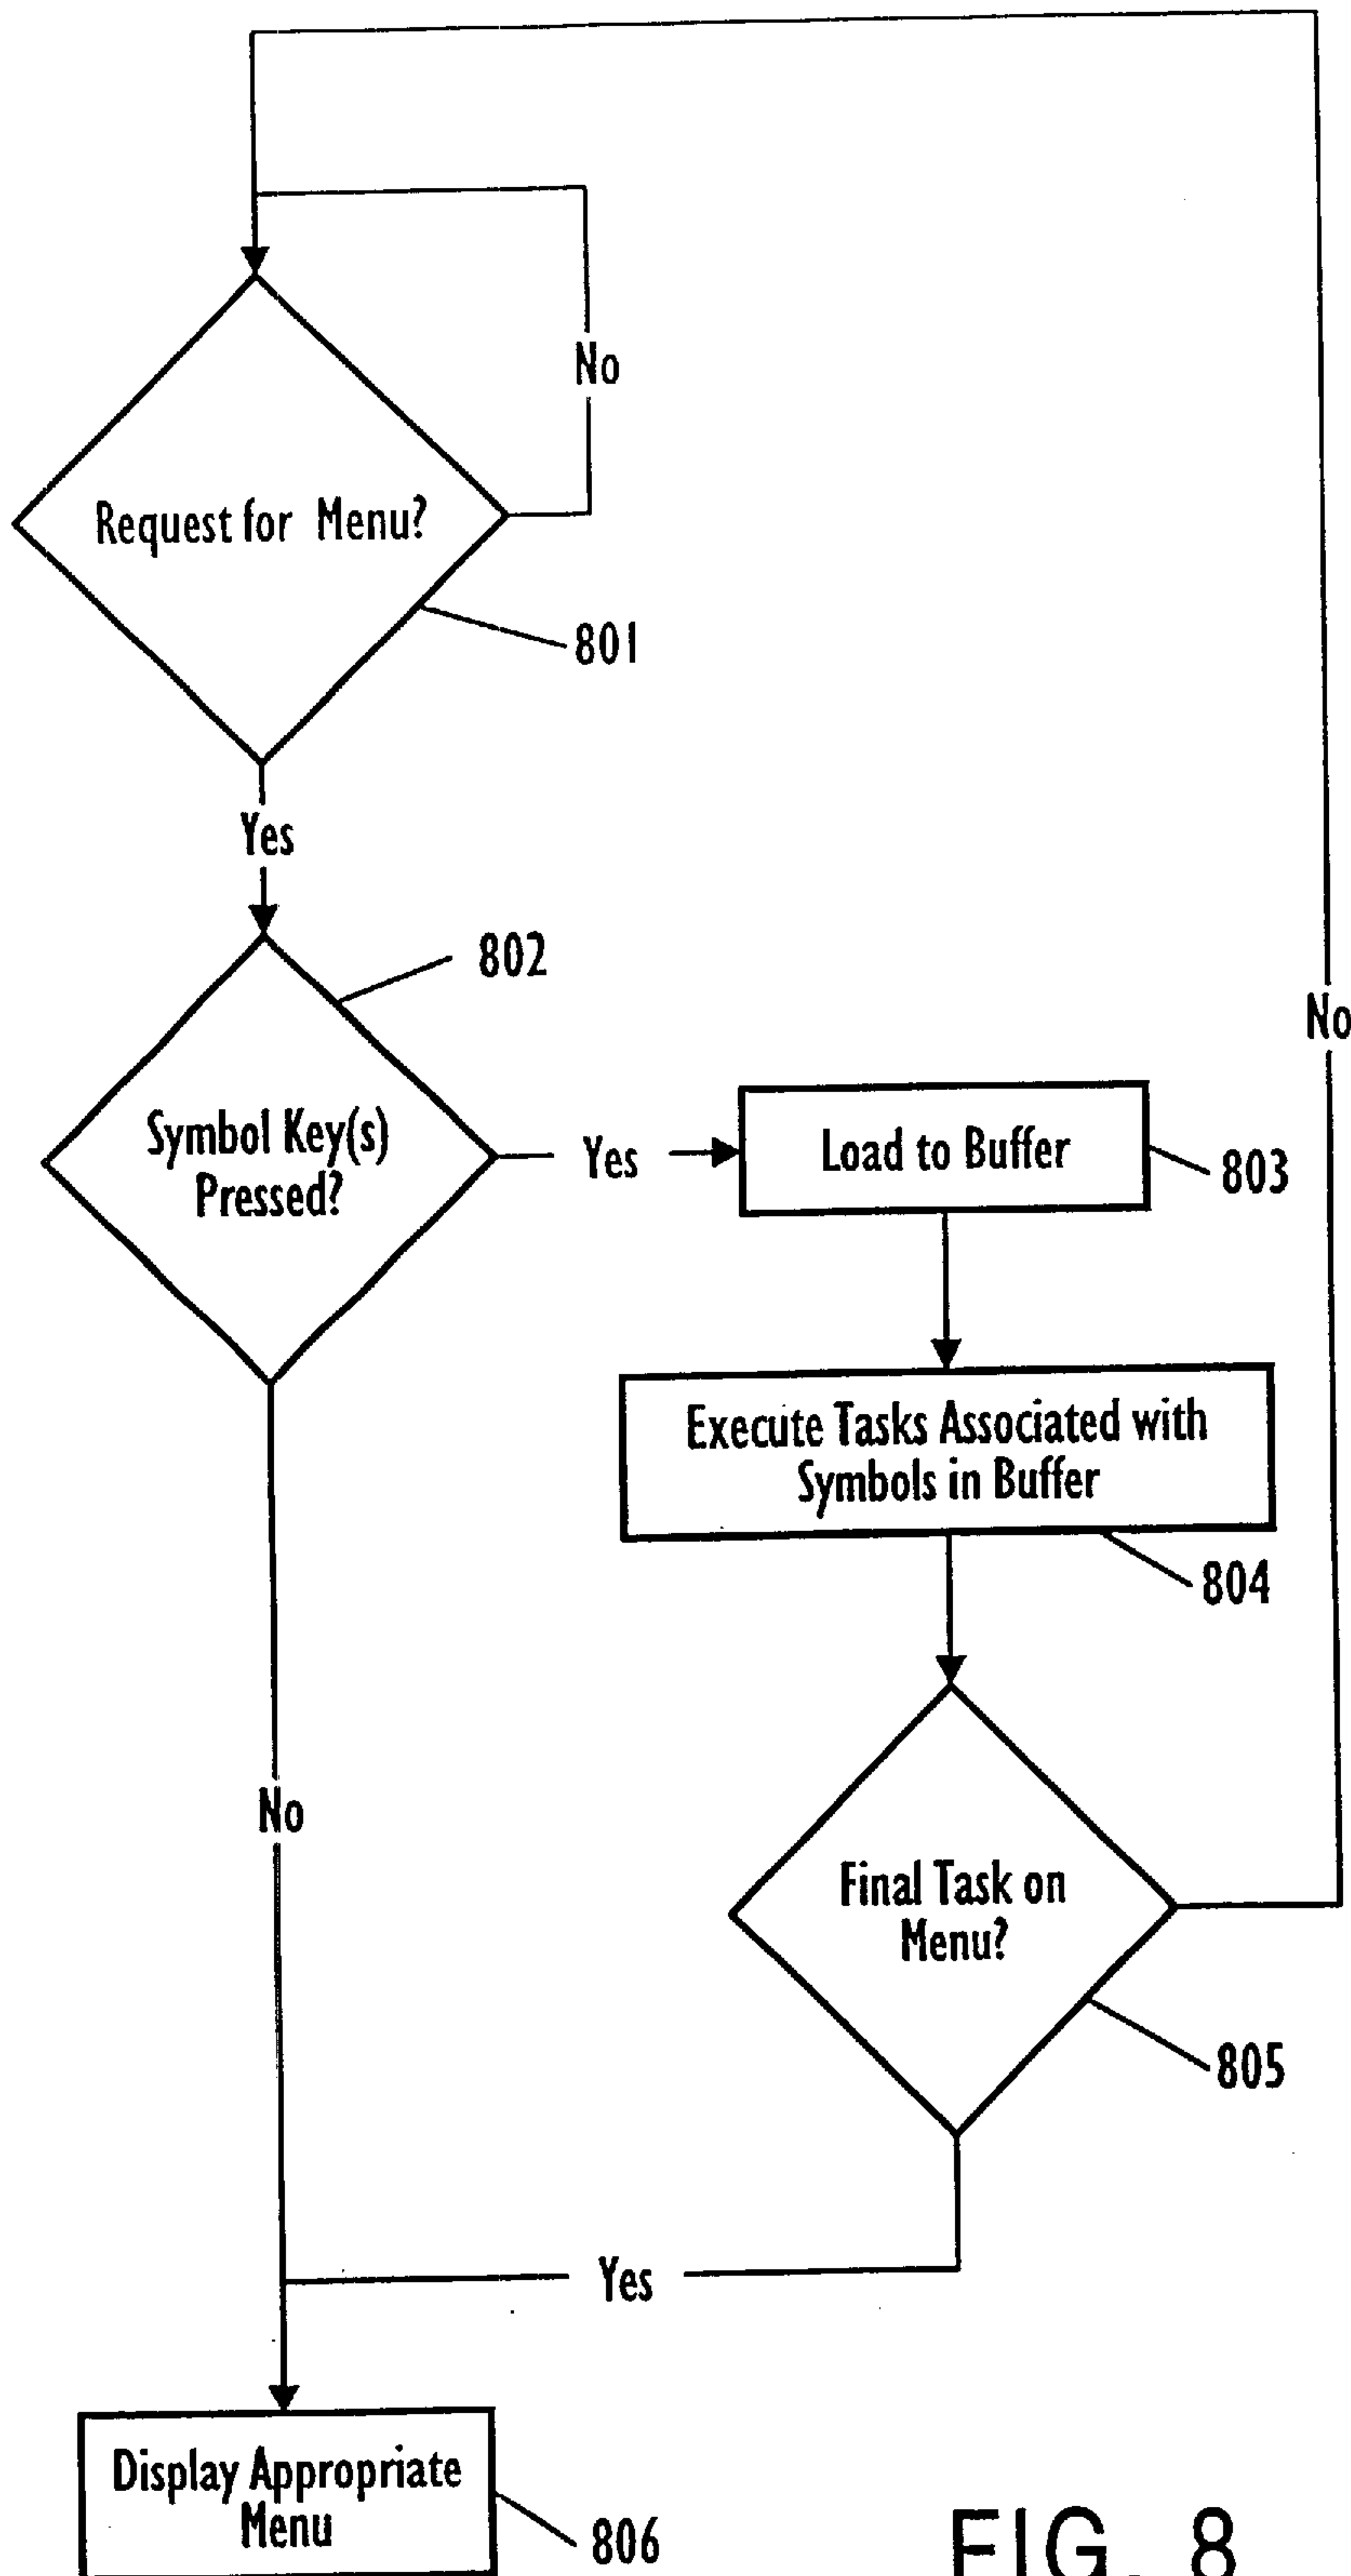 No
Request for Menu?
801
Yes
802
No
Symbol Key(s)
Pressed?
Yes
Load to Buffer
803
Execute Tasks Associated with
Symbols in Buffer
804
No
Final Task on
Menu?
805
Yes
Display Appropriate
Menu
806
FIG. 8